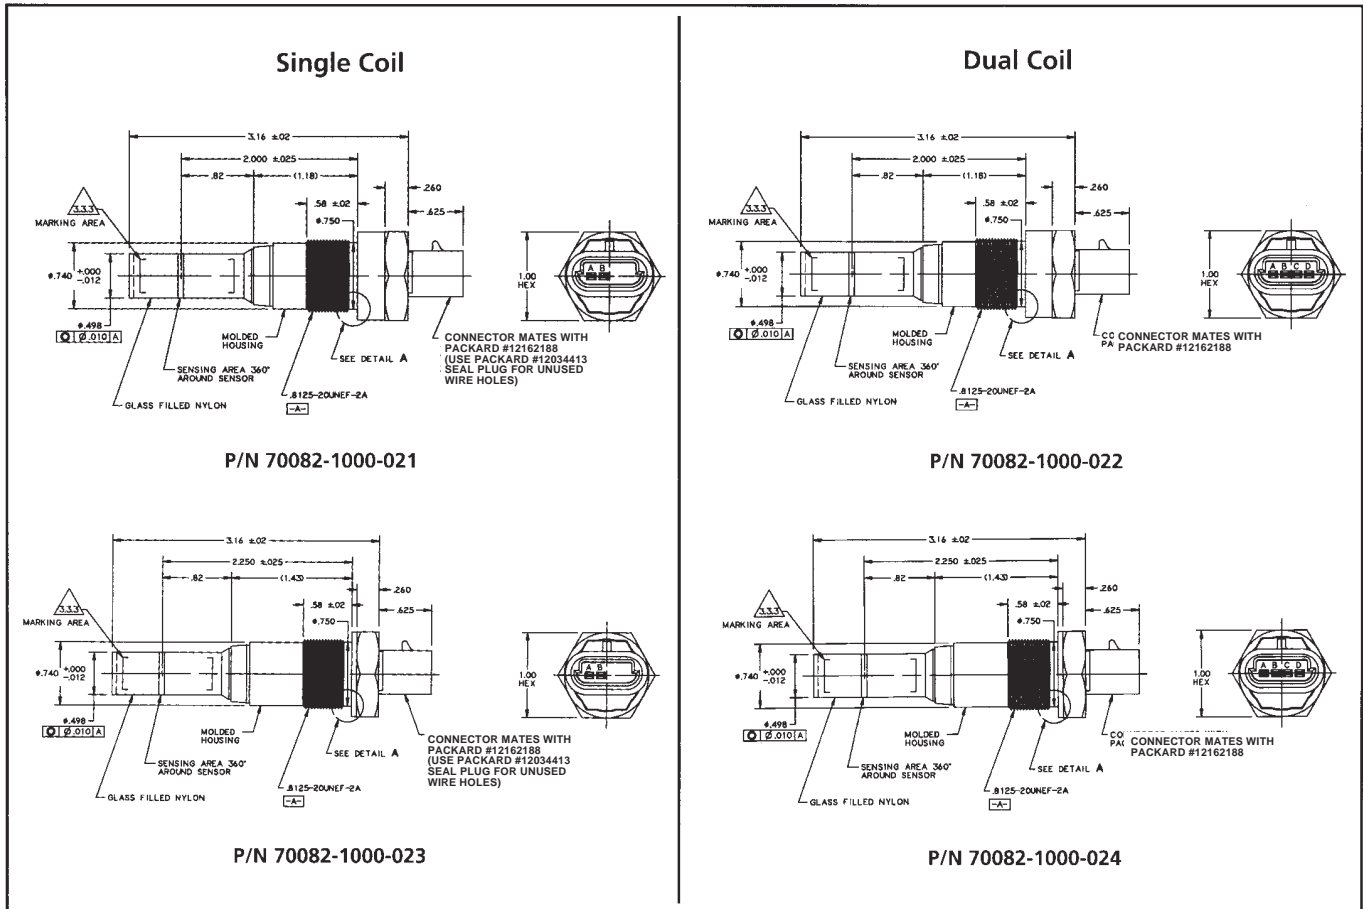 Single Coil
3.16 ±.02
2.000 ±.025
.82
(1.18)
.260
3.3.3
MARKING AREA
.58 ±.02
.625
ø.750
ø.740 +.000
-.012
1.00
HEX
A B
ø.498
Ø.010 A
MOLDED
HOUSING
SEE DETAIL A
CONNECTOR MATES WITH
PACKARD #12162188
(USE PACKARD #12034413
SEAL PLUG FOR UNUSED
WIRE HOLES)
SENSING AREA 360°
AROUND SENSOR
.8125-20UNEF-2A
-A-
GLASS FILLED NYLON
P/N 70082-1000-021
3.16 ±.02
2.250 ±.025
.82
(1.43)
.260
3.3.3
MARKING AREA
.58 ±.02
.625
ø.750
ø.740 +.000
-.012
1.00
HEX
A B
ø.498
Ø.010 A
MOLDED
HOUSING
SEE DETAIL A
CONNECTOR MATES WITH
PACKARD #12162188
(USE PACKARD #12034413
SEAL PLUG FOR UNUSED
WIRE HOLES)
SENSING AREA 360°
AROUND SENSOR
.8125-20UNEF-2A
-A-
GLASS FILLED NYLON
P/N 70082-1000-023
Dual Coil
3.16 ±.02
2.000 ±.025
.82
(1.18)
.260
3.3.3
MARKING AREA
.58 ±.02
.625
ø.750
ø.740 +.000
-.012
1.00
HEX
A B C D
ø.498
Ø.010 A
MOLDED
HOUSING
SEE DETAIL A
CONNECTOR MATES WITH
PACKARD #12162188
SENSING AREA 360°
AROUND SENSOR
.8125-20UNEF-2A
-A-
GLASS FILLED NYLON
P/N 70082-1000-022
3.16 ±.02
2.250 ±.025
.82
(1.43)
.260
3.3.3
MARKING AREA
.58 ±.02
.625
ø.750
ø.740 +.000
-.012
1.00
HEX
A B C D
ø.498
Ø.010 A
MOLDED
HOUSING
SEE DETAIL A
CONNECTOR MATES WITH
PACKARD #12162188
SENSING AREA 360°
AROUND SENSOR
.8125-20UNEF-2A
-A-
GLASS FILLED NYLON
P/N 70082-1000-024